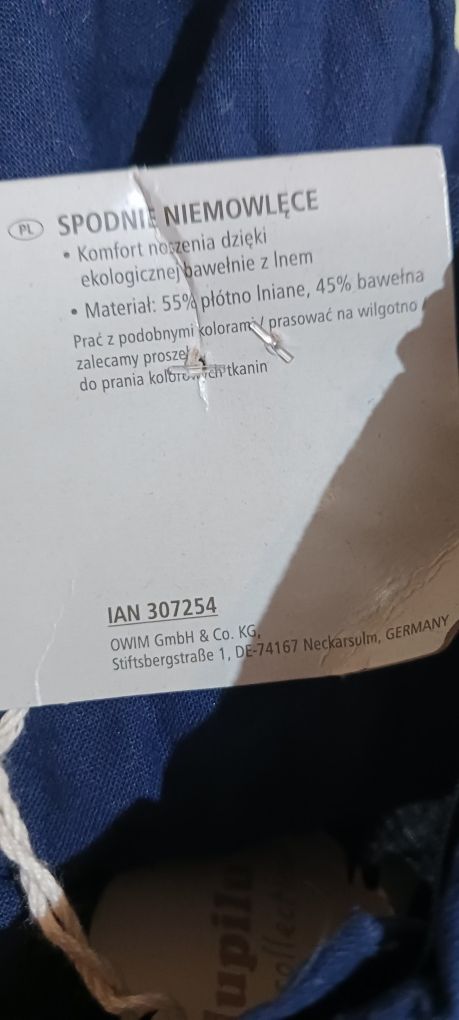 PL SPODNIE NIEMOWLĘCE
• Komfort noszenia dzięki
ekologicznej bawełnie z lnem
• Materiał: 55% płótno lniane, 45% bawełna
Prać z podobnymi kolorami / prasować na wilgotno /
zalecamy proszek
do prania kolorowych tkanin
IAN 307254
OWIM GmbH & Co. KG,
Stiftsbergstraße 1, DE-74167 Neckarsulm, GERMANY
lupilu
collection